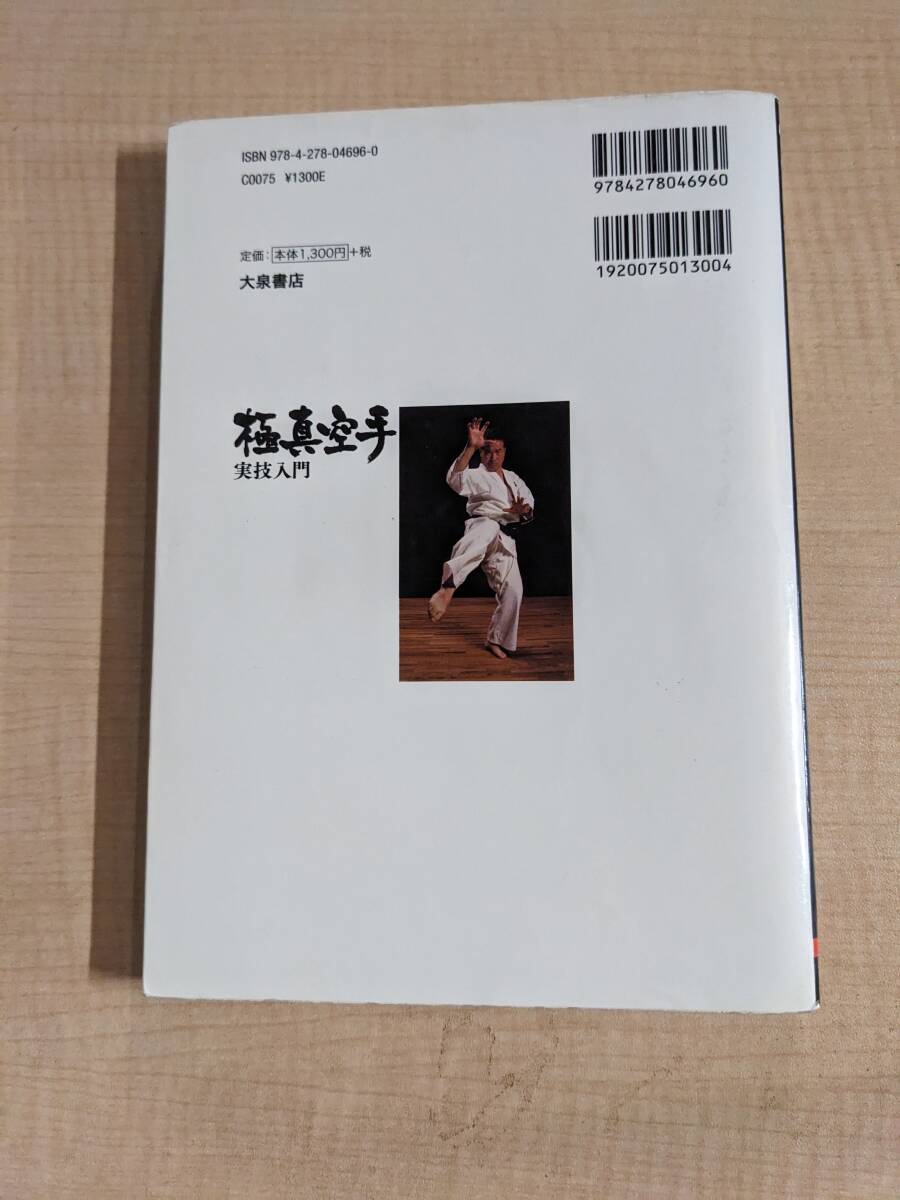 ISBN 978-4-278-04696-0
C0075 ¥1300E
定価:本体1,300円+税
大泉書店
9784278046960
1920075013004
極真空手
実技入門